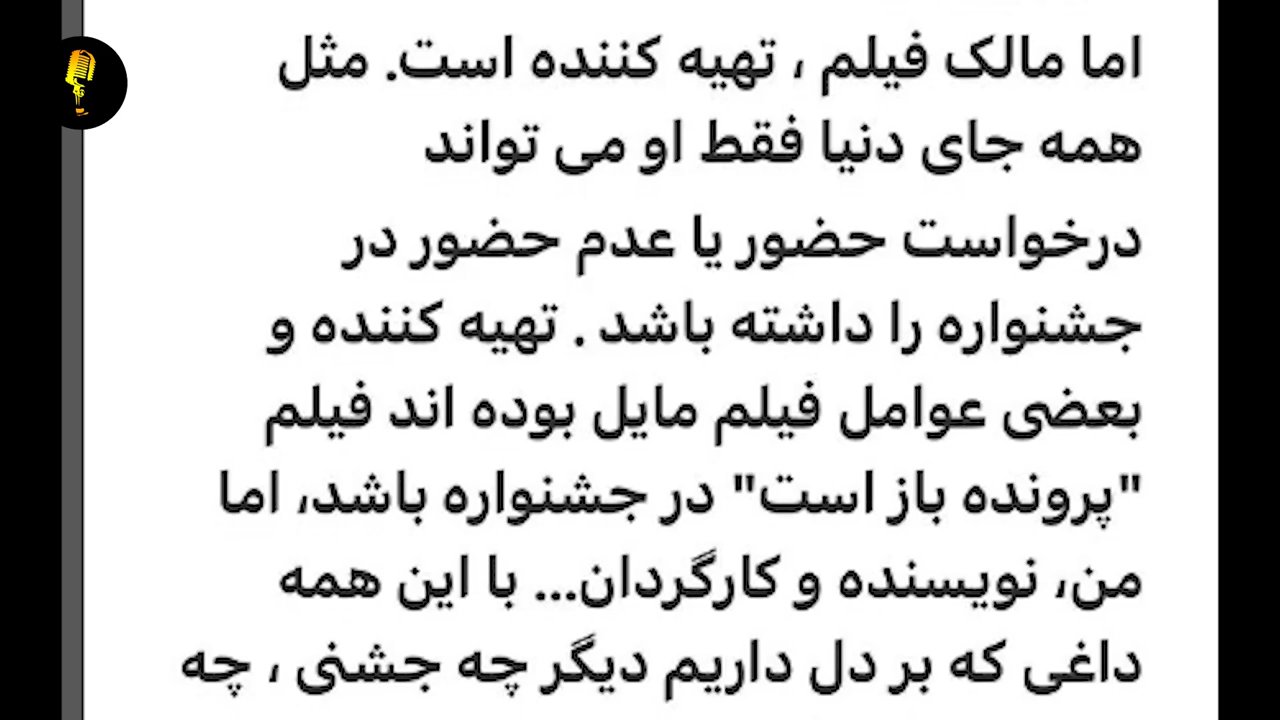 اما مالک فیلم ، تهیه کننده است. مثل
همه جای دنیا فقط او می تواند
درخواست حضور یا عدم حضور در
جشنواره را داشته باشد . تهیه کننده و
بعضی عوامل فیلم مایل بوده اند فیلم
"پرونده باز است" در جشنواره باشد، اما
من، نویسنده و کارگردان... با این همه
داغی که بر دل داریم دیگر چه جشنی ، چه